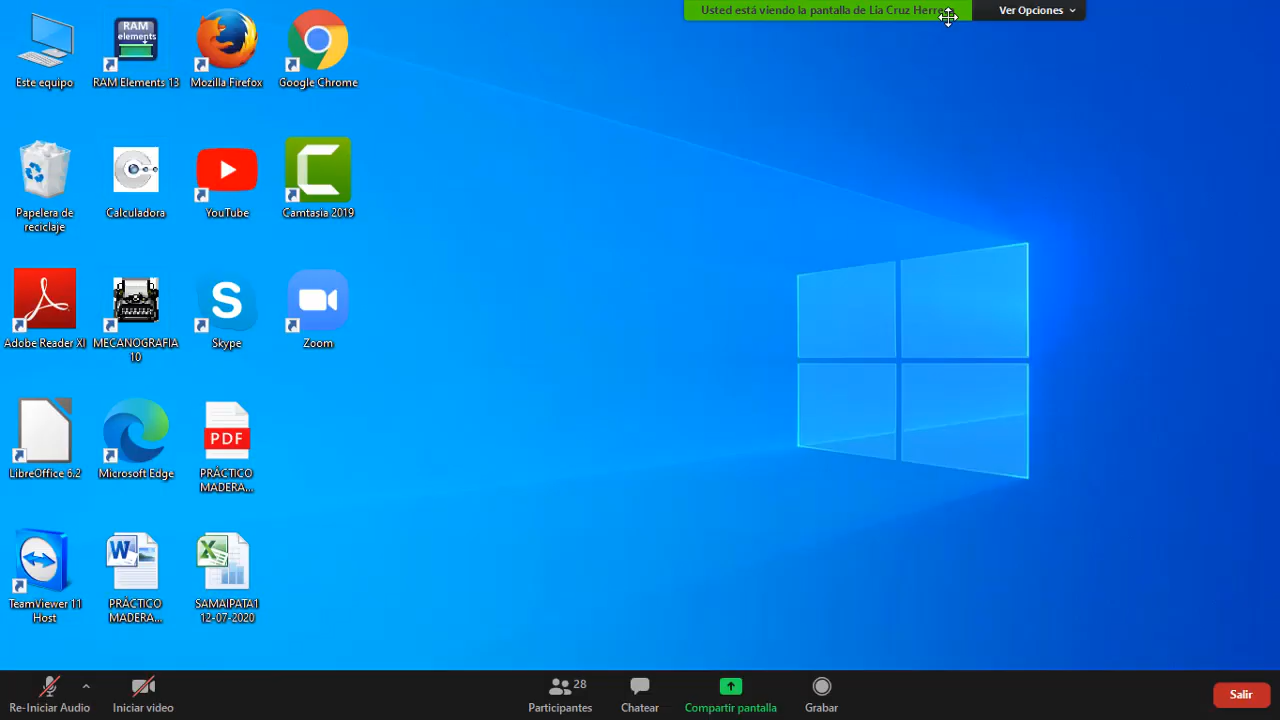 Usted está viendo la pantalla de Lia Cruz Herrera
Ver Opciones
Este equipo
RAM elements
RAM Elements 13
Mozilla Firefox
Google Chrome
Papelera de
reciclaje
Calculadora
YouTube
Camtasia 2019
Adobe Reader XI
MECANOGRAFIA
10
Skype
Zoom
LibreOffice 6.2
Microsoft Edge
PDF
PRÁCTICO
MADERA...
TeamViewer 11
Host
PRÁCTICO
MADERA...
SAMAIPATA1
12-07-2020
Re-Iniciar Audio
Iniciar video
28
Participantes
Chatear
Compartir pantalla
Grabar
Salir